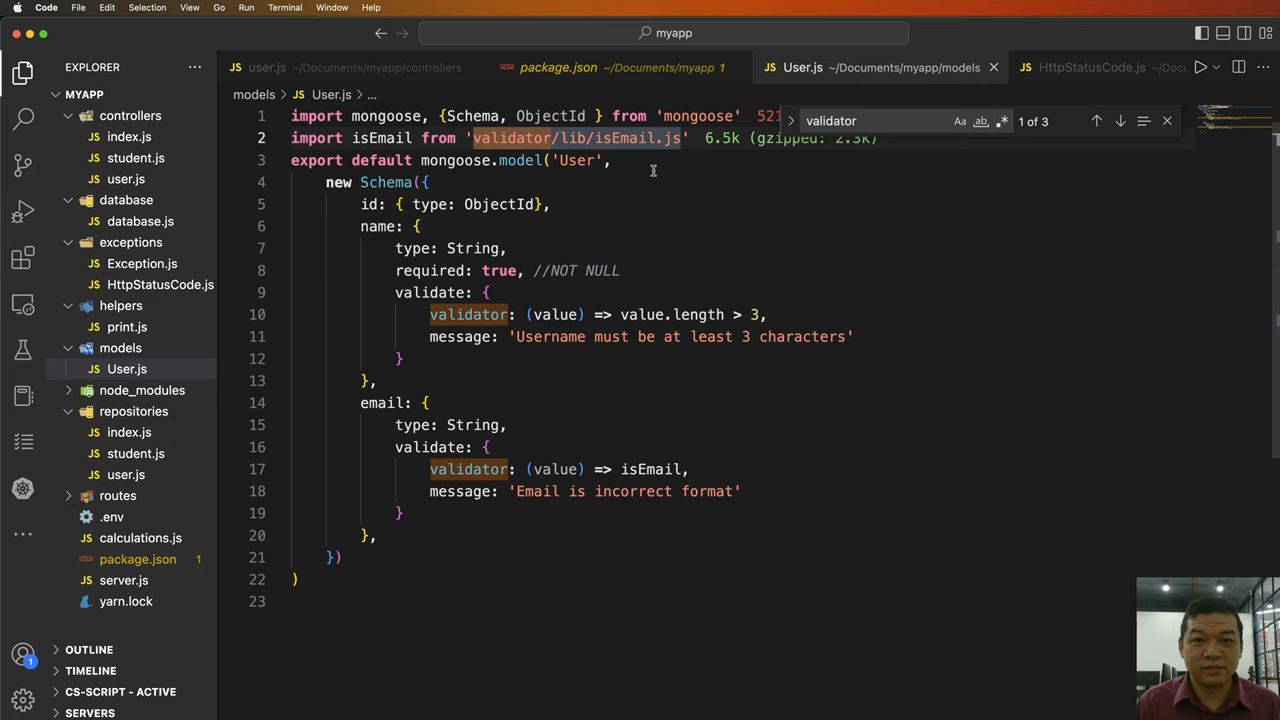 Code File Edit Selection View Go Run Terminal Window Help
myapp
EXPLORER ...
user.js ~/Documents/myapp/controllers
package.json ~/Documents/myapp 1
User.js ~/Documents/myapp/models
HttpStatusCode.js ~/Doc
MYAPP
controllers
index.js
student.js
user.js
database
database.js
exceptions
Exception.js
HttpStatusCode.js
helpers
print.js
models
User.js
node_modules
repositories
index.js
student.js
user.js
routes
.env
calculations.js
package.json 1
server.js
yarn.lock
OUTLINE
TIMELINE
CS-SCRIPT - ACTIVE
SERVERS
1
models > User.js > ...
validator Aa ab .* 1 of 3
1 import mongoose, {Schema, ObjectId } from 'mongoose' 521
2 import isEmail from 'validator/lib/isEmail.js' 6.5k (gzipped: 2.3k)
3 export default mongoose.model('User',
4 new Schema({
5 id: { type: ObjectId},
6 name: {
7 type: String,
8 required: true, //NOT NULL
9 validate: {
10 validator: (value) => value.length > 3,
11 message: 'Username must be at least 3 characters'
12 }
13 },
14 email: {
15 type: String,
16 validate: {
17 validator: (value) => isEmail,
18 message: 'Email is incorrect format'
19 }
20 },
21 })
22 )
23